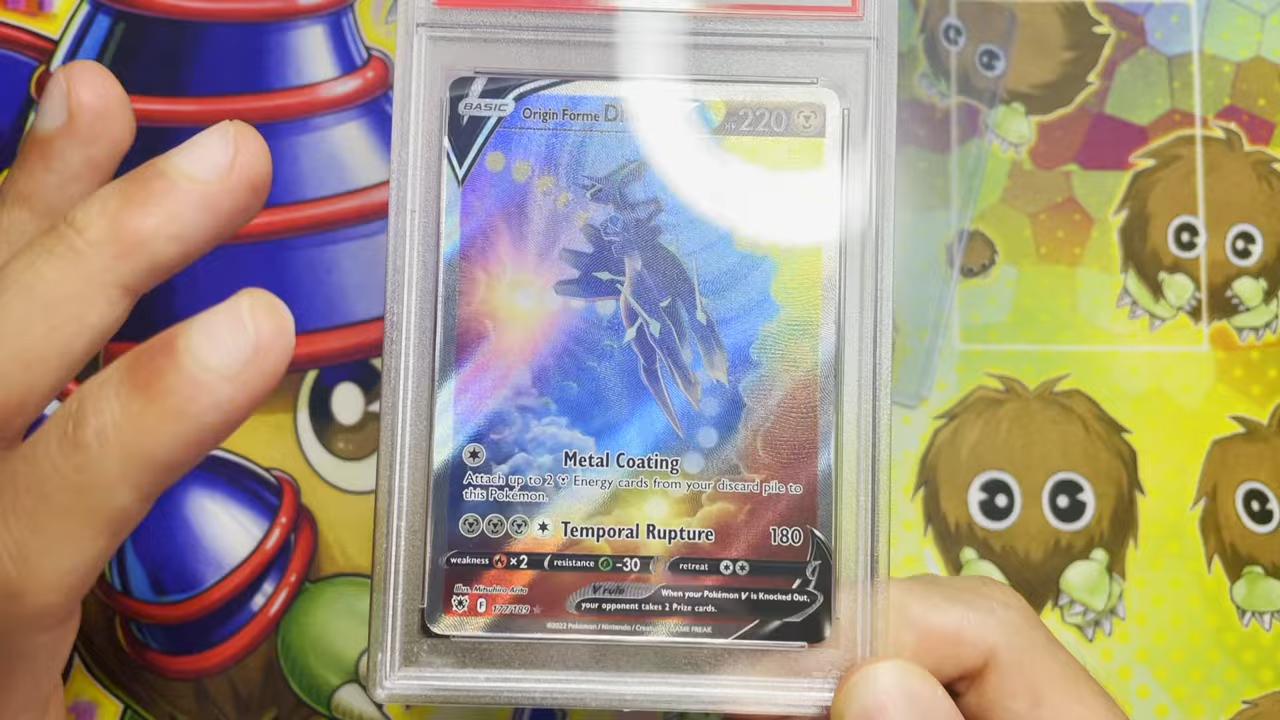 BASIC
Origin Forme
HP 220
Metal Coating
Attach up to 2 Energy cards from your discard pile to
this Pokémon.
Temporal Rupture 180
weakness ×2 resistance -30 retreat
Illus. Mitsuhiro Arita
V rule When your Pokémon V is Knocked Out,
your opponent takes 2 Prize cards.
F 177/189
©2022 Pokémon / Nintendo / Creatures / GAME FREAK